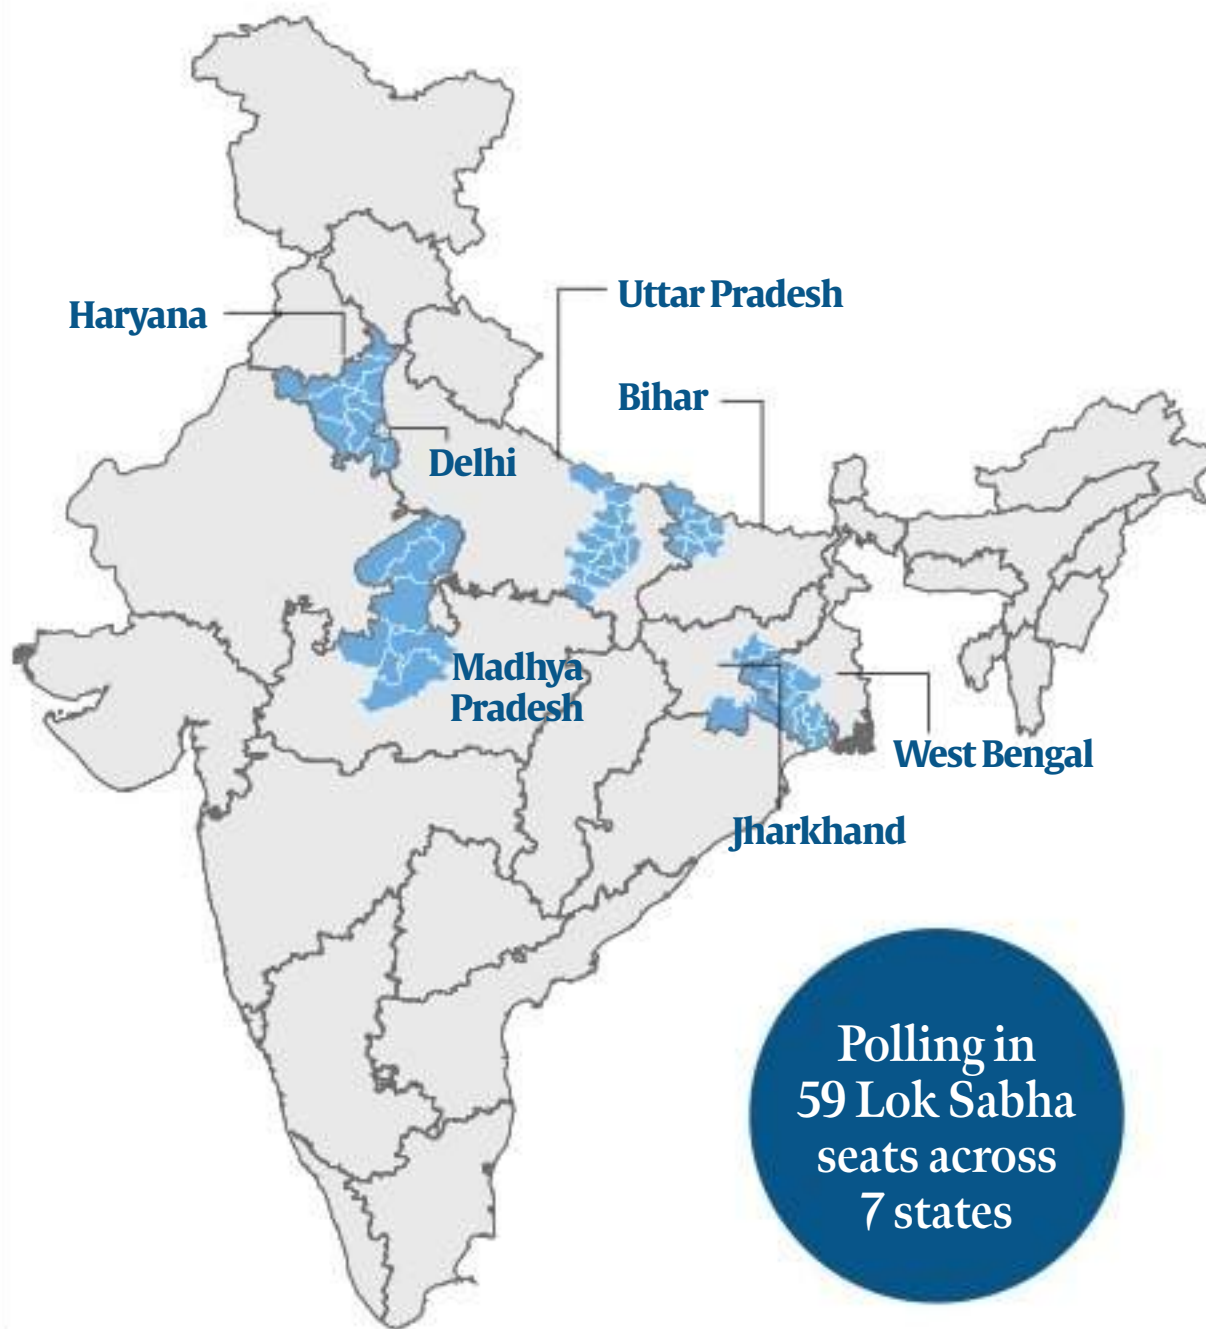 Uttar Pradesh
Haryana
Bihar
Delhi
Madhya
Pradesh
West Bengal
Jharkhand
Polling in
59 Lok Sabha
seats across
7 states